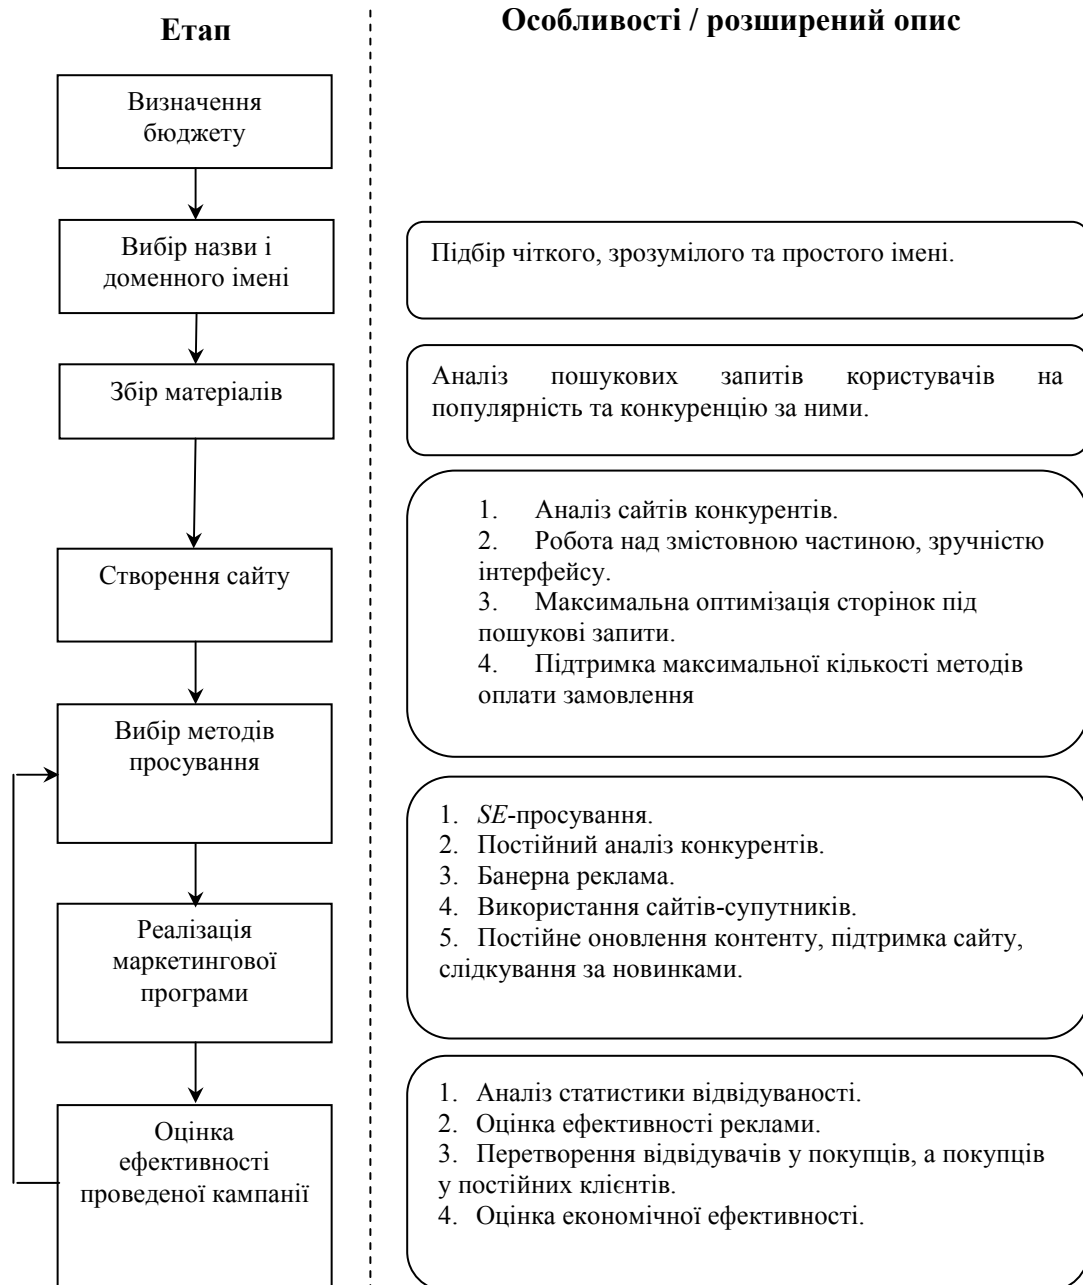 Етап
Особливості / розширений опис
Визначення
бюджету
Вибір назви і
доменного імені
Підбір чіткого, зрозумілого та простого імені.
Збір матеріалів
Аналіз пошукових запитів користувачів на
популярність та конкуренцію за ними.
Створення сайту
1. Аналіз сайтів конкурентів.
2. Робота над змістовною частиною, зручністю
інтерфейсу.
3. Максимальна оптимізація сторінок під
пошукові запити.
4. Підтримка максимальної кількості методів
оплати замовлення
Вибір методів
просування
1. SE-просування.
2. Постійний аналіз конкурентів.
3. Банерна реклама.
4. Використання сайтів-супутників.
5. Постійне оновлення контенту, підтримка сайту,
слідкування за новинками.
Реалізація
маркетингової
програми
Оцінка
ефективності
проведеної кампанії
1. Аналіз статистики відвідуваності.
2. Оцінка ефективності реклами.
3. Перетворення відвідувачів у покупців, а покупців
у постійних клієнтів.
4. Оцінка економічної ефективності.